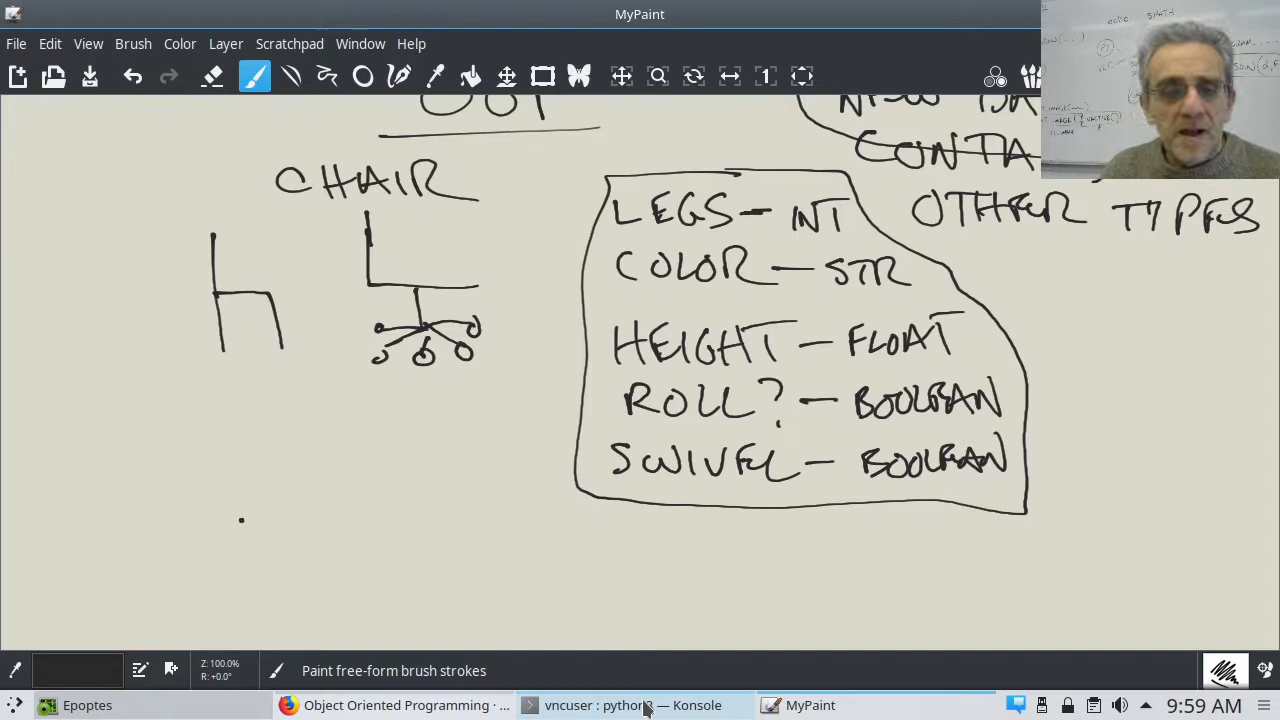 MyPaint
File Edit View Brush Color Layer Scratchpad Window Help
CHAIR
LEGS - INT
COLOR - STR
HEIGHT - FLOAT
ROLL? - BOOLEAN
SWIVEL - BOOLEAN
CONTA
OTHER TYPES
Z: 100.0%
R: +0.0°
Paint free-form brush strokes
Epoptes
Object Oriented Programming · ...
vncuser : python3 — Konsole
MyPaint
9:59 AM